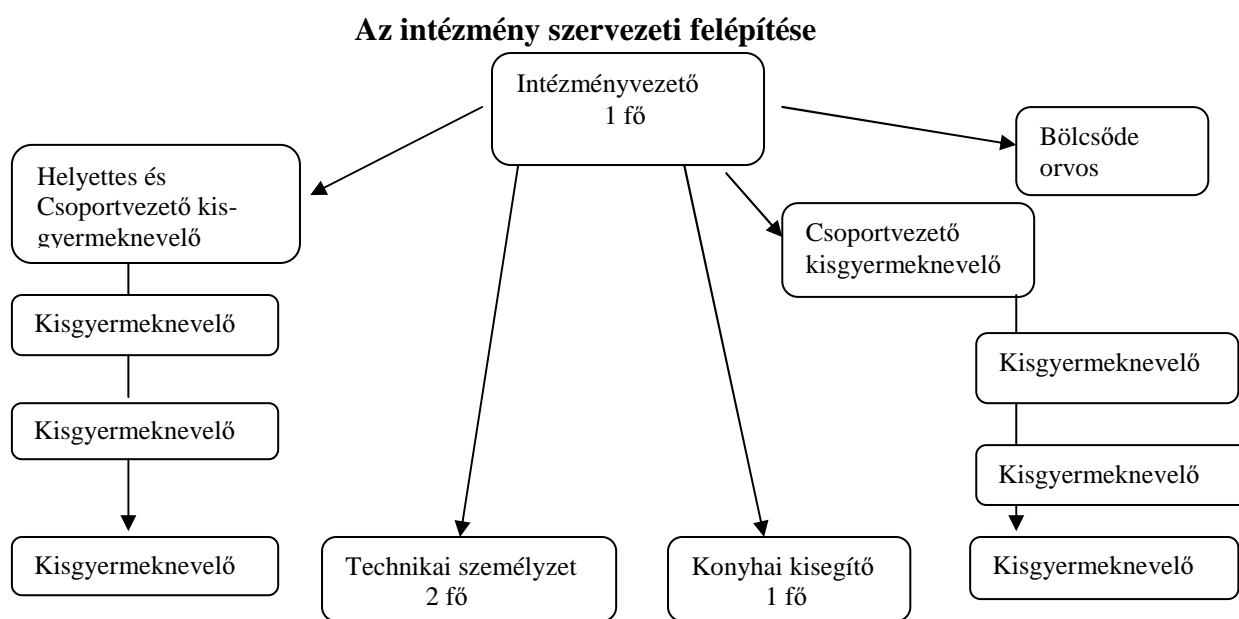 Az intézmény szervezeti felépítése
Intézményvezető
1 fő
Bölcsőde
orvos
Helyettes és
Csoportvezető kis-
gyermeknevelő
Csoportvezető
kisgyermeknevelő
Kisgyermeknevelő
Kisgyermeknevelő
Kisgyermeknevelő
Kisgyermeknevelő
Kisgyermeknevelő
Technikai személyzet
2 fő
Konyhai kisegítő
1 fő
Kisgyermeknevelő